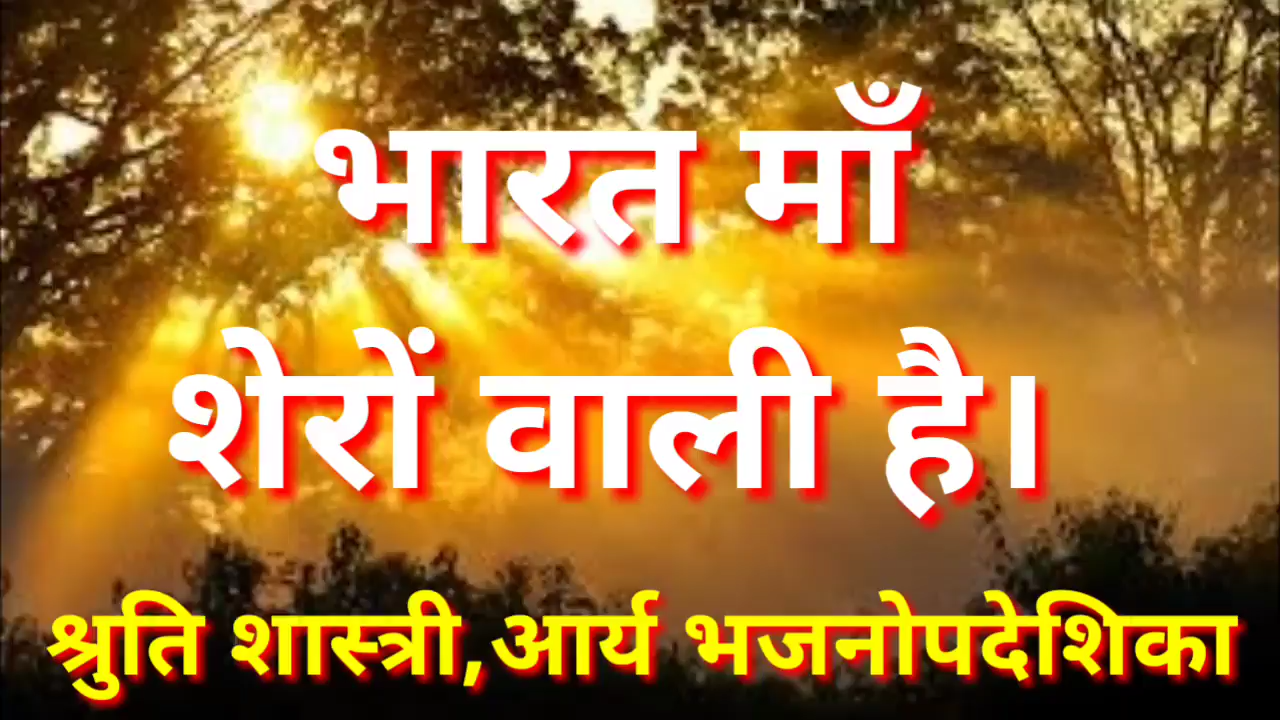 भारत माँ
शेरों वाली है।
श्रुति शास्त्री,आर्य भजनोपदेशिका